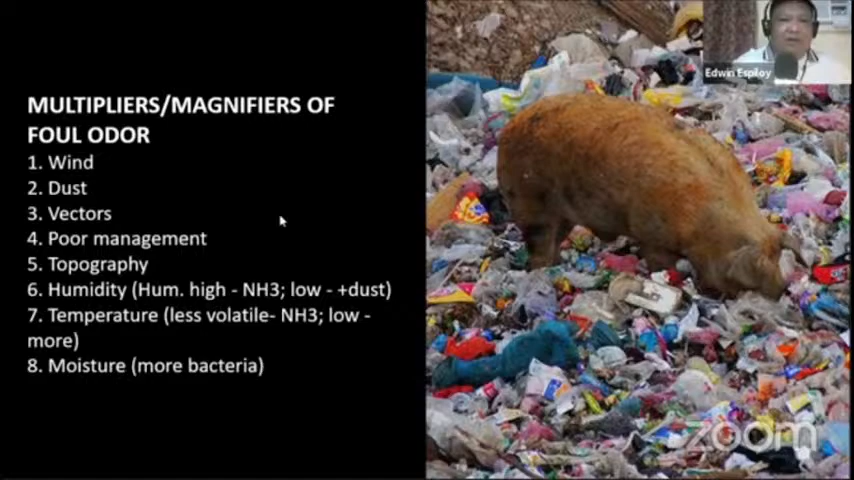 MULTIPLIERS/MAGNIFIERS OF
FOUL ODOR
1. Wind
2. Dust
3. Vectors
4. Poor management
5. Topography
6. Humidity (Hum. high - NH3; low - +dust)
7. Temperature (less volatile- NH3; low -
more)
8. Moisture (more bacteria)
Edwin Espiloy
zoom